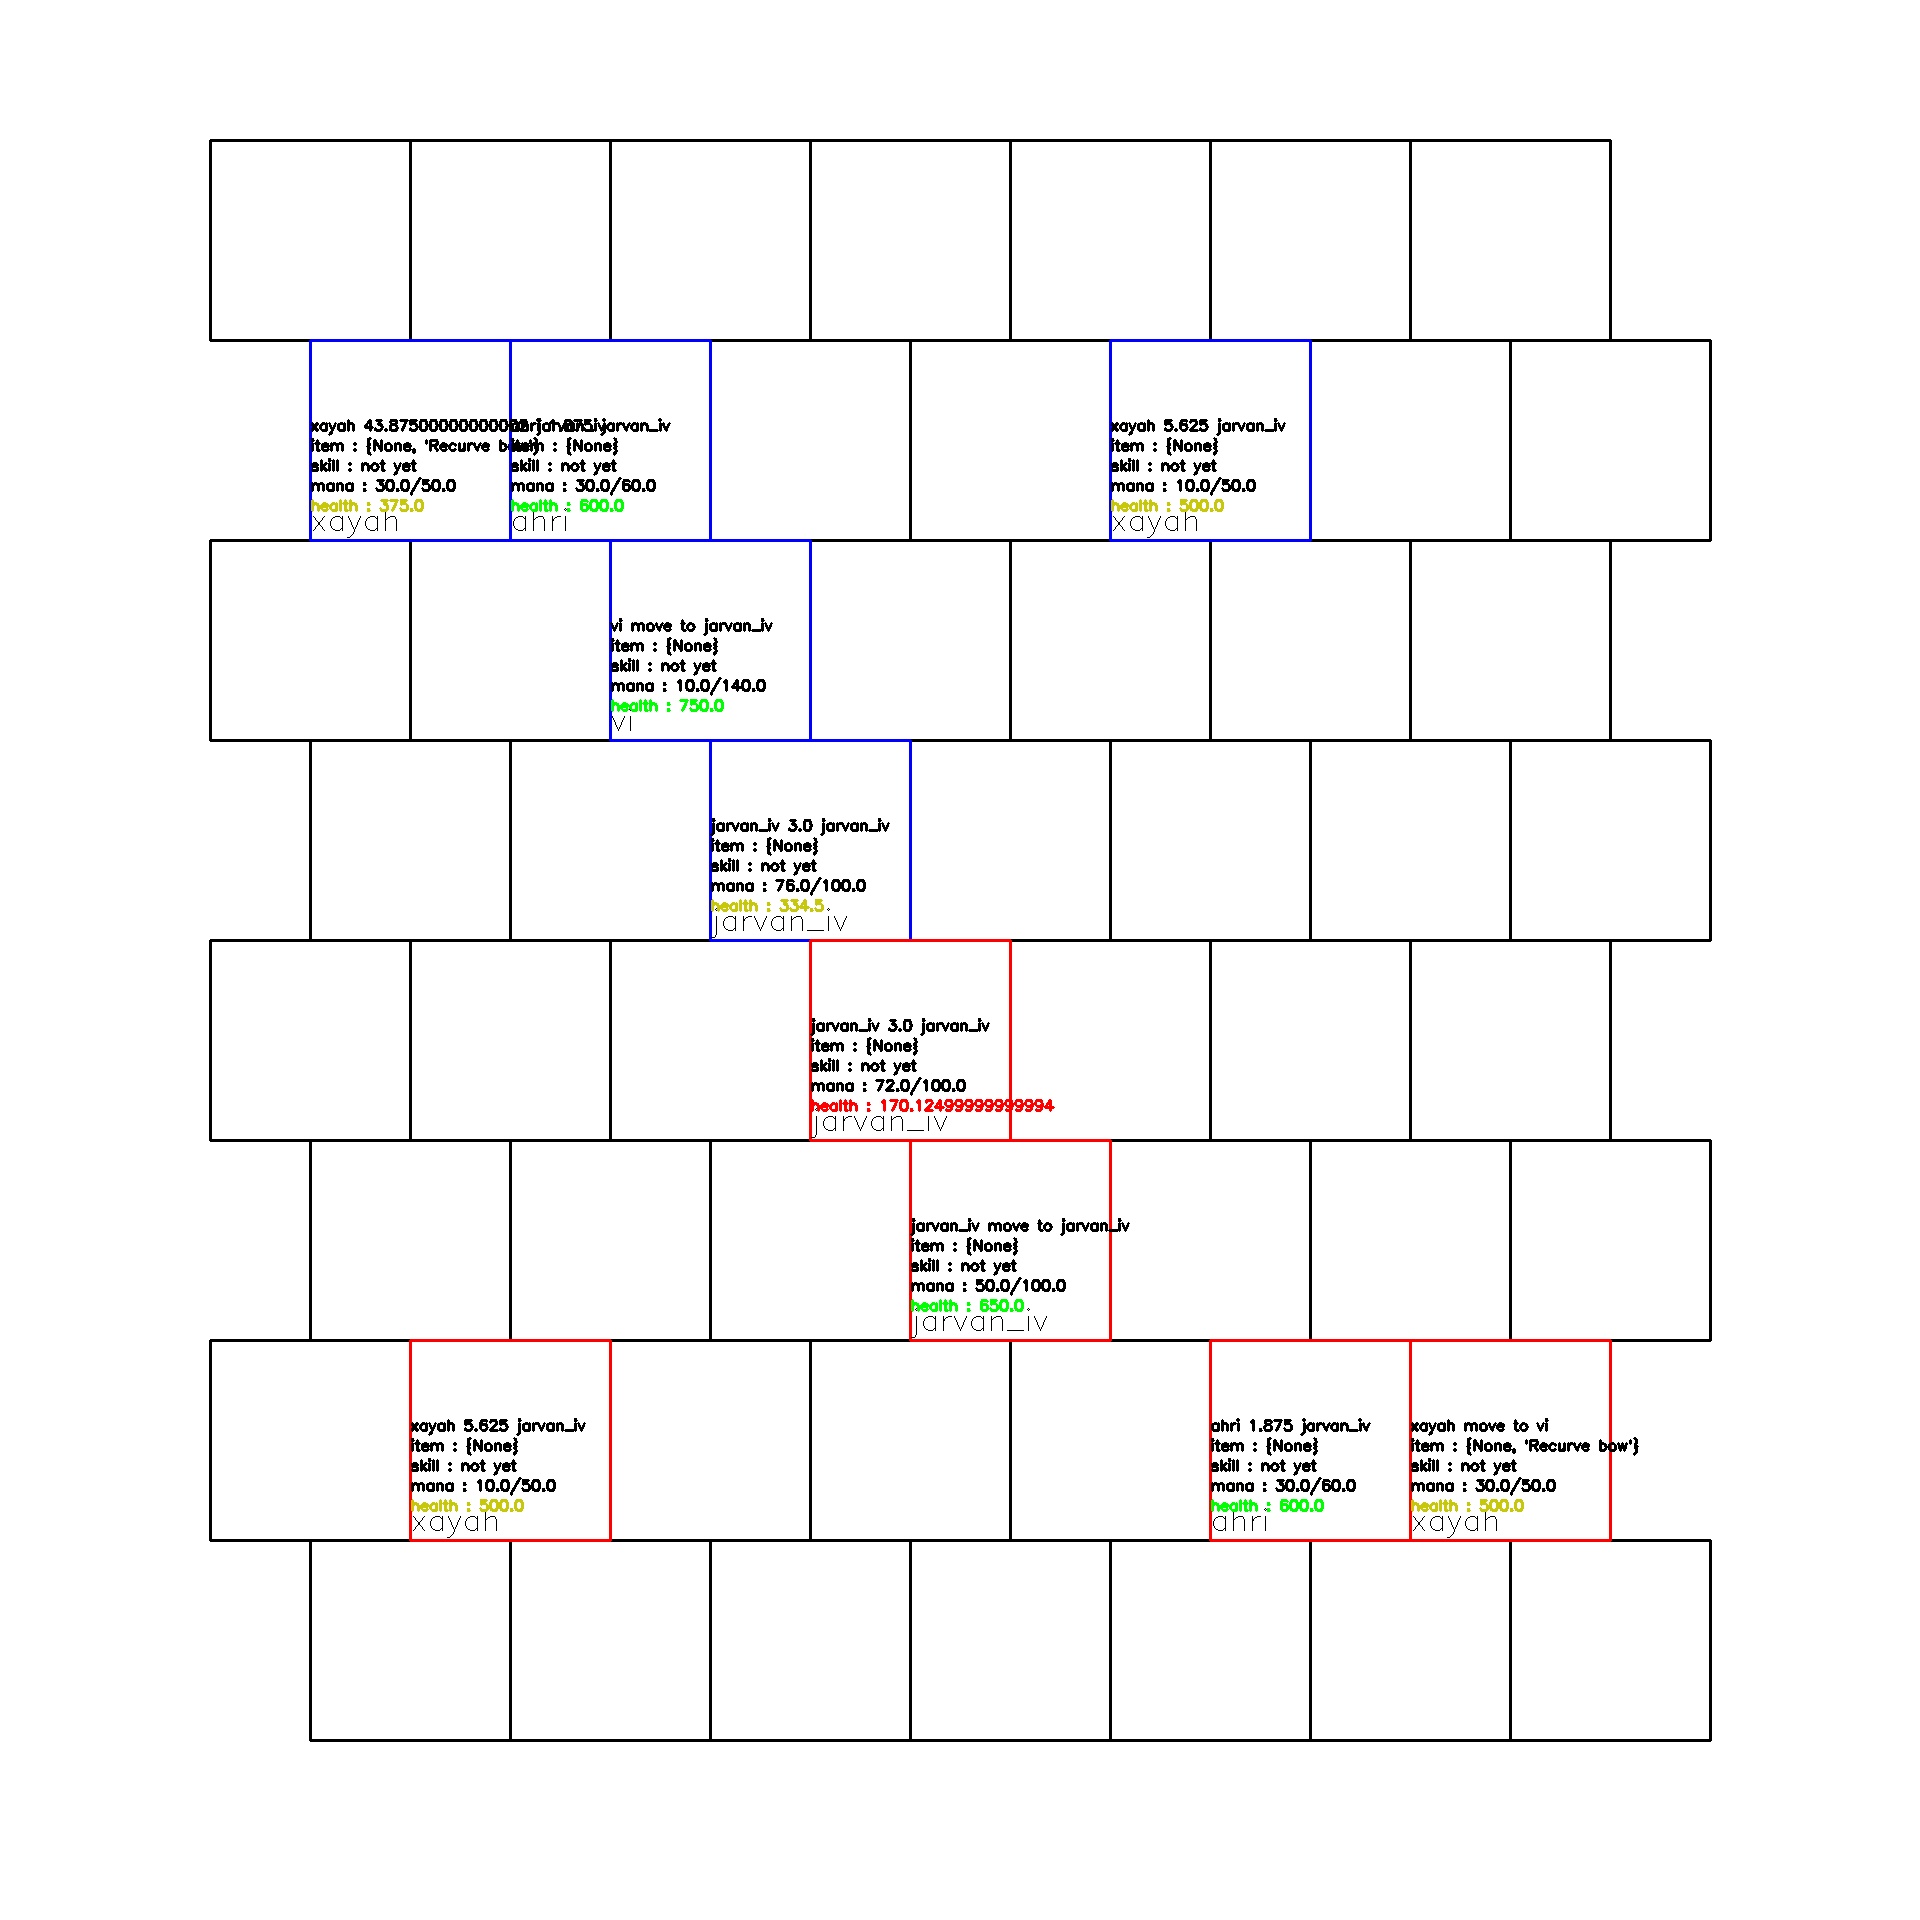 xayah 43.8750000000000 jarvan_iv
item : {None, 'Recurve bow'}
skill : not yet
mana : 30.0/50.0
health : 375.0
xayah
ahri 1.875 jarvan_iv
item : {None}
skill : not yet
mana : 30.0/60.0
health : 600.0
ahri
xayah 5.625 jarvan_iv
item : {None}
skill : not yet
mana : 10.0/50.0
health : 500.0
xayah
vi move to jarvan_iv
item : {None}
skill : not yet
mana : 10.0/140.0
health : 750.0
vi
jarvan_iv 3.0 jarvan_iv
item : {None}
skill : not yet
mana : 76.0/100.0
health : 334.5
jarvan_iv
jarvan_iv 3.0 jarvan_iv
item : {None}
skill : not yet
mana : 72.0/100.0
health : 170.12499999999994
jarvan_iv
jarvan_iv move to jarvan_iv
item : {None}
skill : not yet
mana : 50.0/100.0
health : 650.0
jarvan_iv
xayah 5.625 jarvan_iv
item : {None}
skill : not yet
mana : 10.0/50.0
health : 500.0
xayah
ahri 1.875 jarvan_iv
item : {None}
skill : not yet
mana : 30.0/60.0
health : 600.0
ahri
xayah move to vi
item : {None, 'Recurve bow'}
skill : not yet
mana : 30.0/50.0
health : 500.0
xayah